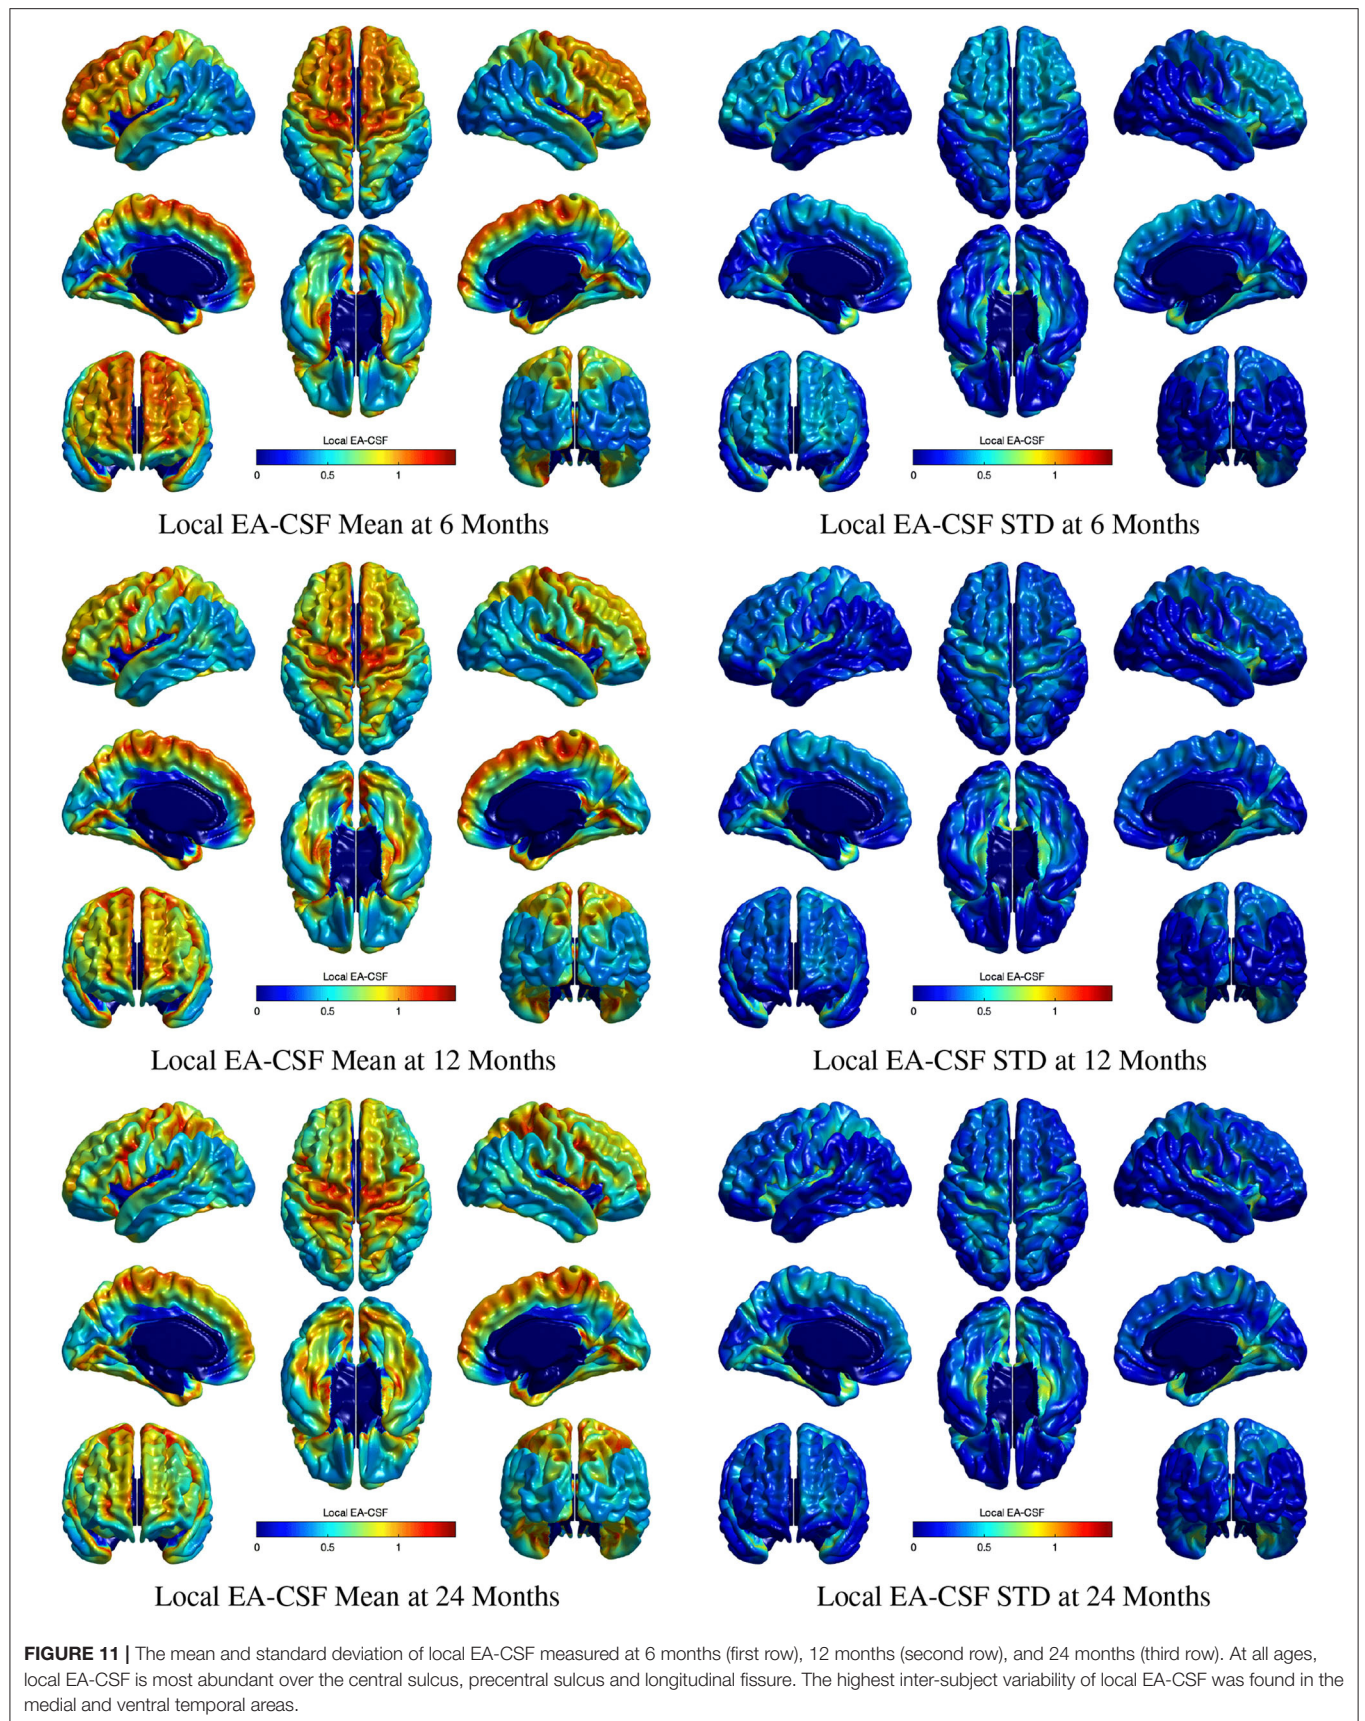 Local EA-CSF
0 0.5 1
Local EA-CSF
0 0.5 1
Local EA-CSF Mean at 6 Months
Local EA-CSF STD at 6 Months
Local EA-CSF
0 0.5 1
Local EA-CSF
0 0.5 1
Local EA-CSF Mean at 12 Months
Local EA-CSF STD at 12 Months
Local EA-CSF
0 0.5 1
Local EA-CSF
0 0.5 1
Local EA-CSF Mean at 24 Months
Local EA-CSF STD at 24 Months
FIGURE 11 | The mean and standard deviation of local EA-CSF measured at 6 months (first row), 12 months (second row), and 24 months (third row). At all ages,
local EA-CSF is most abundant over the central sulcus, precentral sulcus and longitudinal fissure. The highest inter-subject variability of local EA-CSF was found in the
medial and ventral temporal areas.